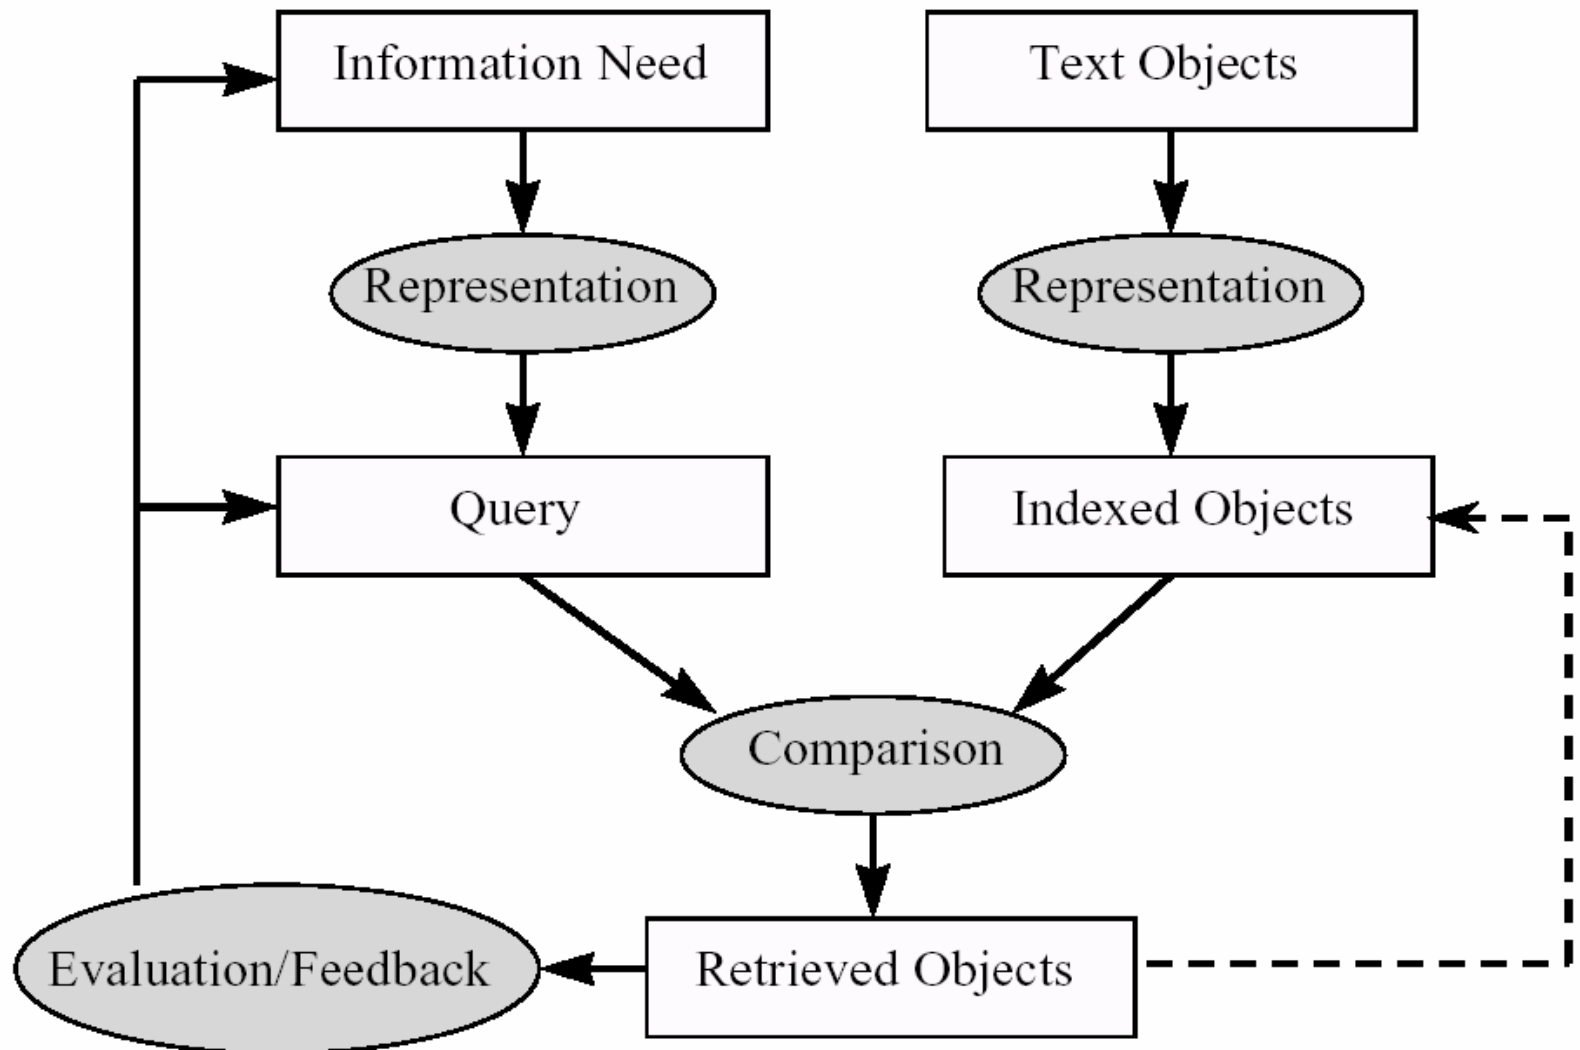 Information Need
Text Objects
Representation
Representation
Query
Indexed Objects
Comparison
Evaluation/Feedback
Retrieved Objects